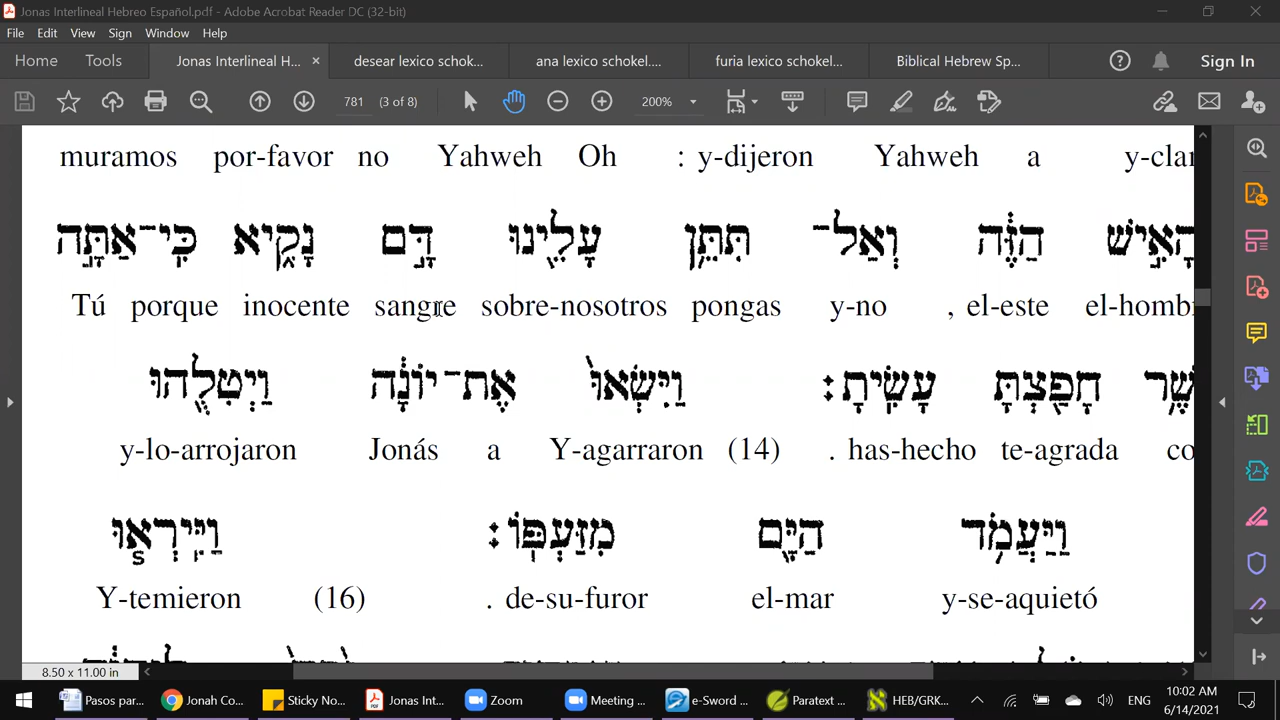 Jonas Interlineal Hebreo Español.pdf - Adobe Acrobat Reader DC (32-bit)
File Edit View Sign Window Help
Home Tools Jonas Interlineal H... × desear lexico schok... ana lexico schokel.... furia lexico schokel... Biblical Hebrew Sp... Sign In
781 (3 of 8) 200%
muramos por-favor no Yahweh Oh : y-dijeron Yahweh a y-clar
הָאִ֣ישׁ הַזֶּ֔ה וְאַל־ תִּתֵּ֥ן עָלֵ֖ינוּ דָּ֣ם נָקִ֑יא כִּֽי־אַתָּ֣ה
Tú porque inocente sangre sobre-nosotros pongas y-no , el-este el-homb
שֶׁ֥ר חָפַ֖צְתָּ עָשִֽׂיתָ׃ וַיִּשְׂאוּ֙ אֶת־יוֹנָ֔ה וַיְטִלֻ֖הוּ
y-lo-arrojaron Jonás a Y-agarraron (14) . has-hecho te-agrada co
וַיַּעֲמֹ֥ד הַיָּ֖ם מִזַּעְפּֽוֹ׃ וַיִּֽירְא֧וּ
Y-temieron (16) . de-su-furor el-mar y-se-aquietó
8.50 x 11.00 in
Pasos par... Jonah Co... Sticky No... Jonas Int... Zoom Meeting ... e-Sword ... Paratext ... HEB/GRK... ENG 10:02 AM
6/14/2021